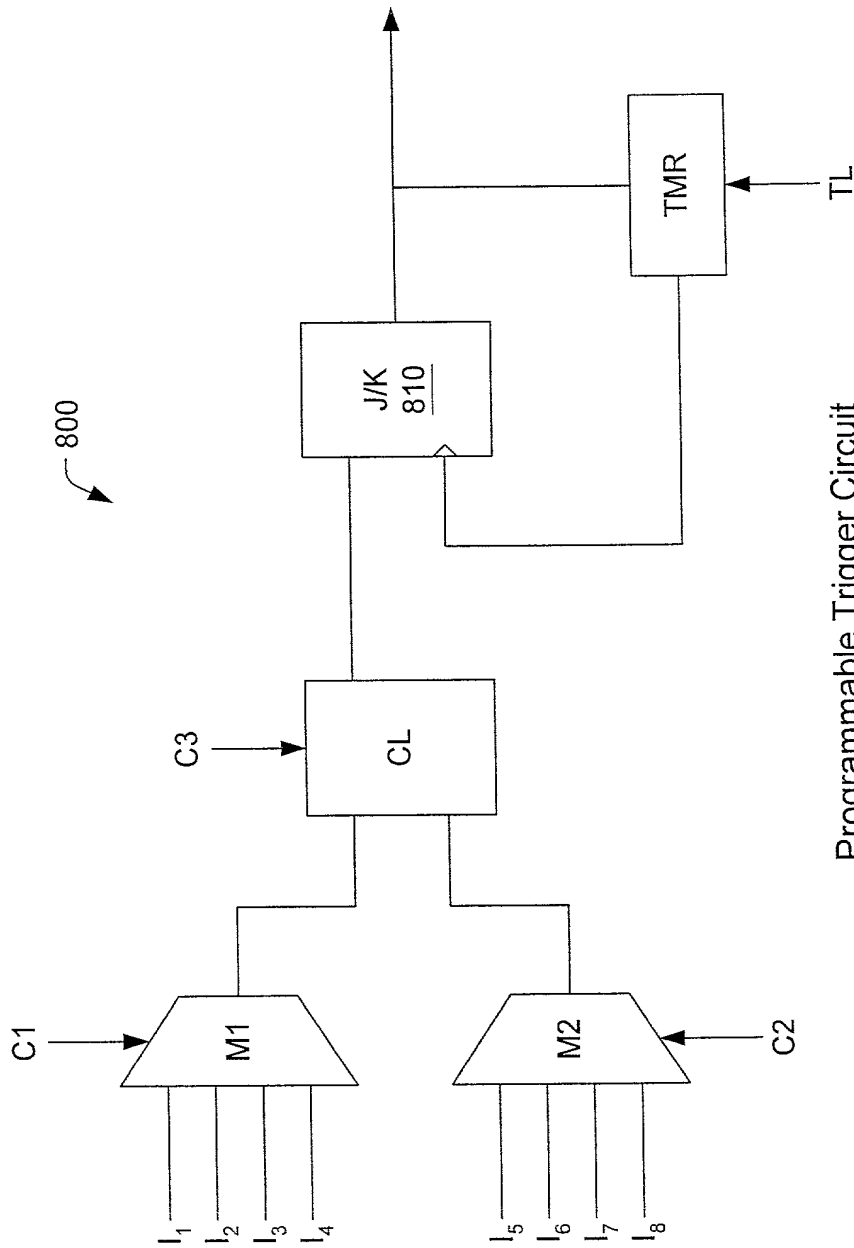 800
C1
C3
I1
I2
I3
I4
M1
CL
J/K
810
I5
I6
I7
I8
M2
C2
TMR
TL
Programmable Trigger Circuit